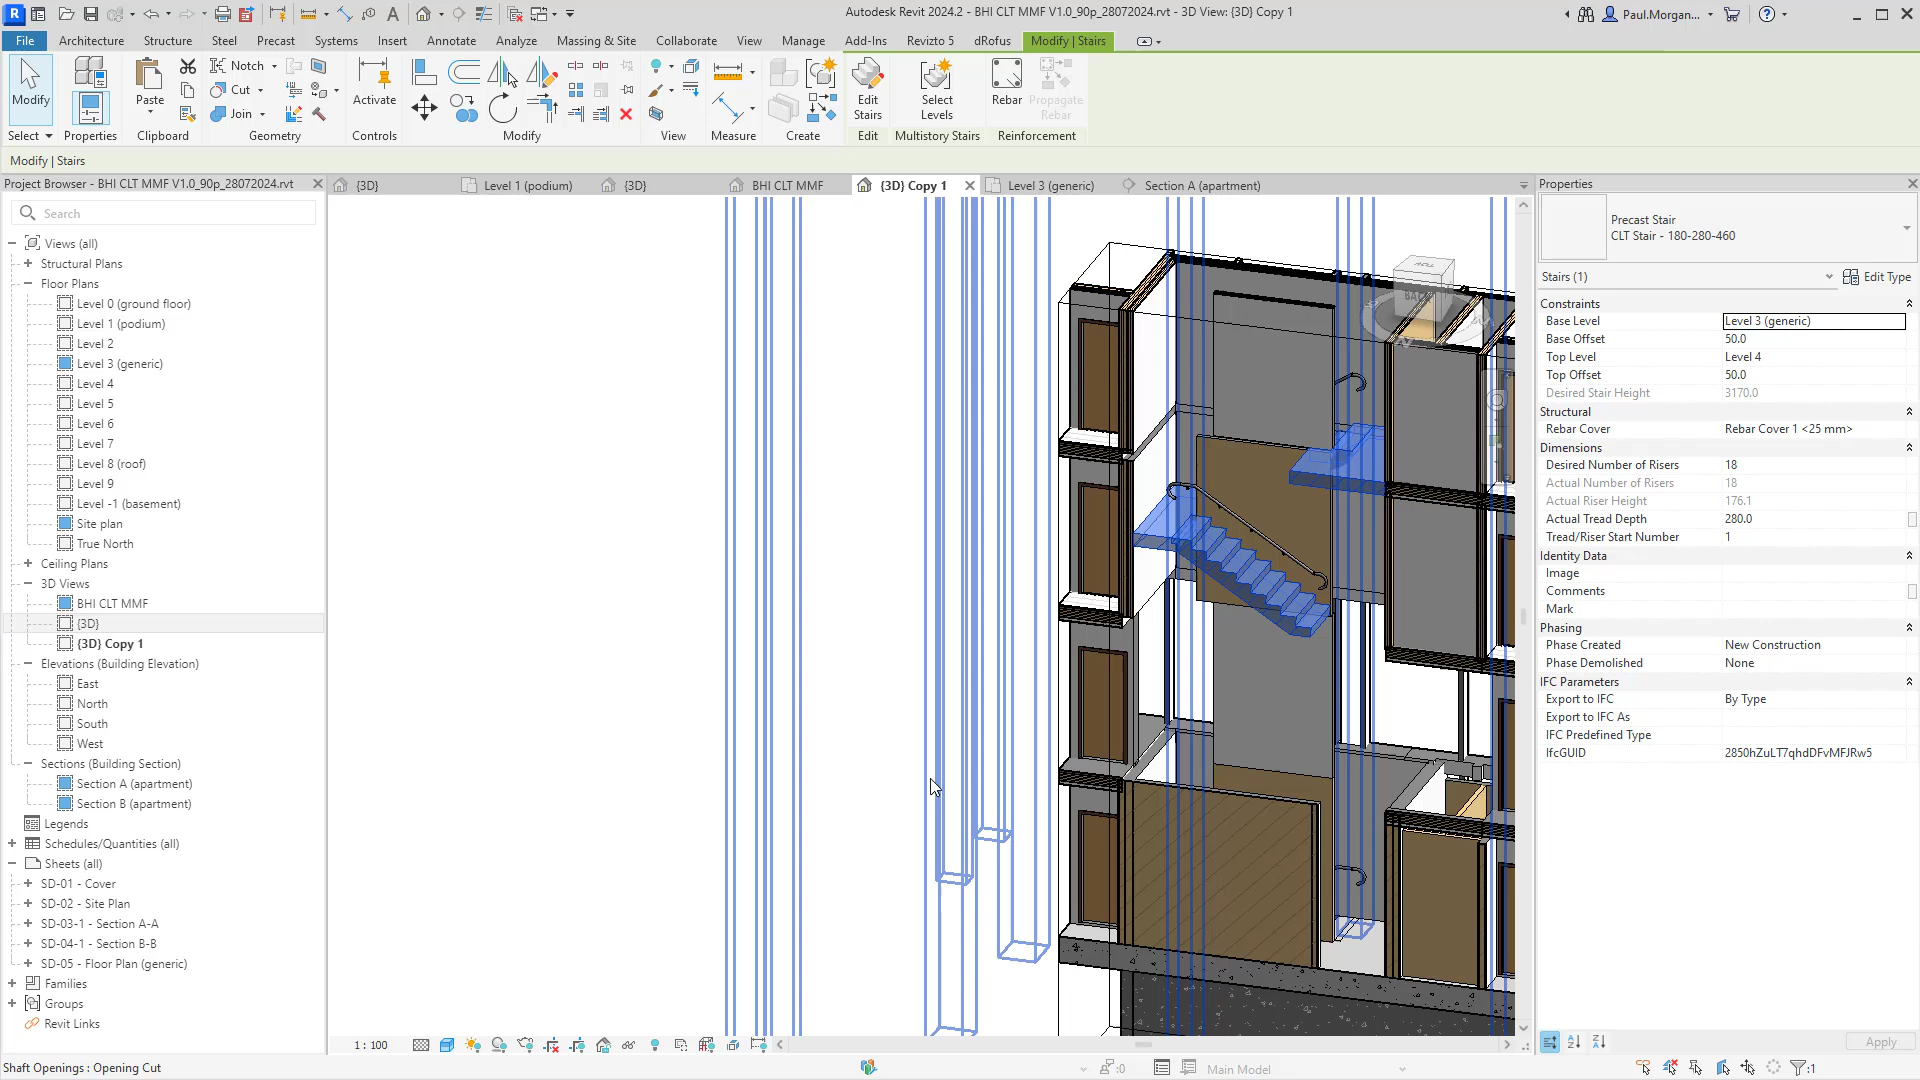 Autodesk Revit 2024.2 - BHI CLT MMF V1.0_90p_28072024.rvt - 3D View: {3D} Copy 1
Paul.Morgan...
File Architecture Structure Steel Precast Systems Insert Annotate Analyze Massing & Site Collaborate View Manage Add-Ins Revizto 5 dRofus Modify | Stairs
Modify
Paste
Notch
Cut
Join
Activate
Edit
Stairs
Select
Levels
Rebar
Propagate
Rebar
Select Properties Clipboard Geometry Controls Modify View Measure Create Edit Multistory Stairs Reinforcement
Modify | Stairs
Project Browser - BHI CLT MMF V1.0_90p_28072024.rvt
{3D} Level 1 (podium) {3D} BHI CLT MMF {3D} Copy 1 Level 3 (generic) Section A (apartment)
Search
Views (all)
Structural Plans
Floor Plans
Level 0 (ground floor)
Level 1 (podium)
Level 2
Level 3 (generic)
Level 4
Level 5
Level 6
Level 7
Level 8 (roof)
Level 9
Level -1 (basement)
Site plan
True North
Ceiling Plans
3D Views
BHI CLT MMF
{3D}
{3D} Copy 1
Elevations (Building Elevation)
East
North
South
West
Sections (Building Section)
Section A (apartment)
Section B (apartment)
Legends
Schedules/Quantities (all)
Sheets (all)
SD-01 - Cover
SD-02 - Site Plan
SD-03-1 - Section A-A
SD-04-1 - Section B-B
SD-05 - Floor Plan (generic)
Families
Groups
Revit Links
TOP
BACK
Properties
Precast Stair
CLT Stair - 180-280-460
Stairs (1) Edit Type
Constraints
Base Level Level 3 (generic)
Base Offset 50.0
Top Level Level 4
Top Offset 50.0
Desired Stair Height 3170.0
Structural
Rebar Cover Rebar Cover 1 <25 mm>
Dimensions
Desired Number of Risers 18
Actual Number of Risers 18
Actual Riser Height 176.1
Actual Tread Depth 280.0
Tread/Riser Start Number 1
Identity Data
Image
Comments
Mark
Phasing
Phase Created New Construction
Phase Demolished None
IFC Parameters
Export to IFC By Type
Export to IFC As
IFC Predefined Type
IfcGUID 2850hZuLT7qhdDFvMFJRw5
Apply
1 : 100
Shaft Openings : Opening Cut
:0
Main Model
:1